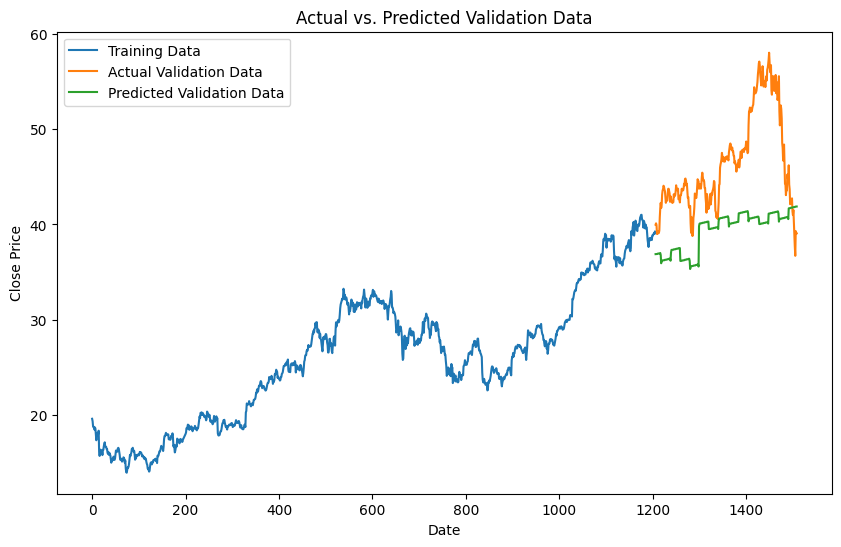 Actual vs. Predicted Validation Data
Training Data
Actual Validation Data
Predicted Validation Data
60
50
40
30
20
Close Price
0 200 400 600 800 1000 1200 1400
Date